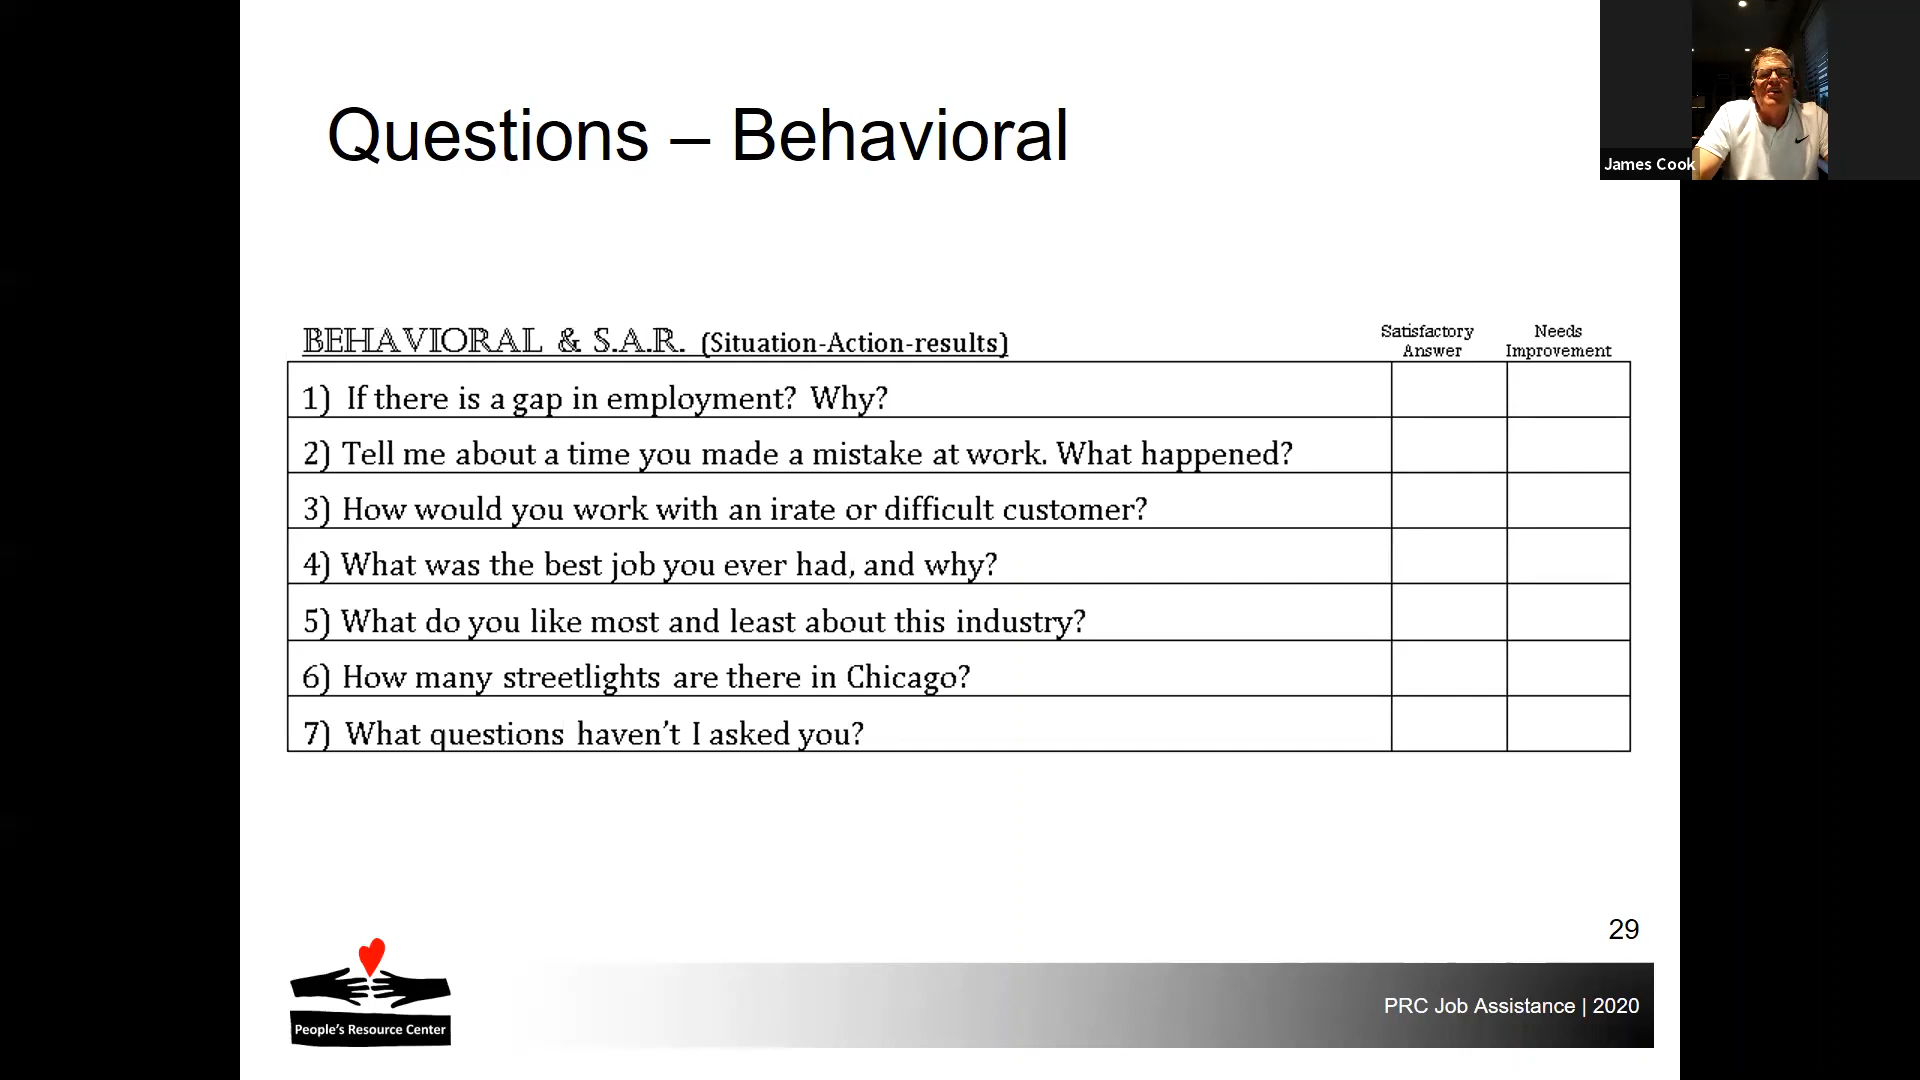 Questions – Behavioral
James Cook
BEHAVIORAL & S.A.R. (Situation-Action-results)
Satisfactory
Answer
Needs
Improvement
1) If there is a gap in employment? Why?
2) Tell me about a time you made a mistake at work. What happened?
3) How would you work with an irate or difficult customer?
4) What was the best job you ever had, and why?
5) What do you like most and least about this industry?
6) How many streetlights are there in Chicago?
7) What questions haven't I asked you?
29
People's Resource Center
PRC Job Assistance | 2020